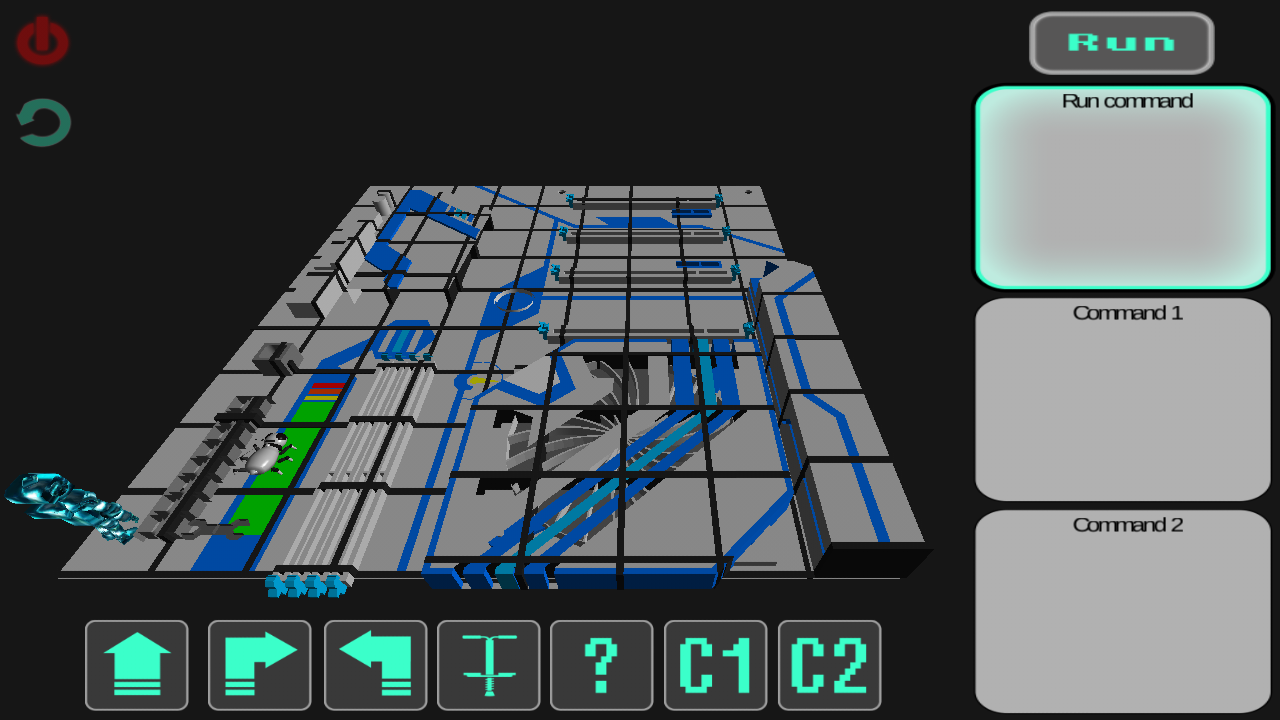 Run
Run command
Command 1
Command 2
? C1 C2